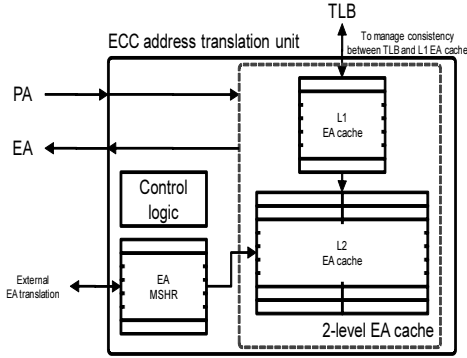 TLB
To manage consistency
between TLB and L1 EA cache
ECC address translation unit
PA
L1
EA cache
EA
Control
logic
L2
EA cache
External
EA translation
EA
MSHR
2-level EA cache